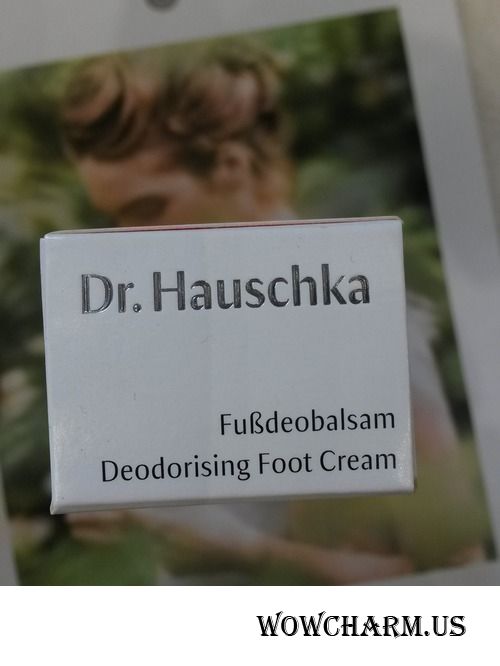 Dr. Hauschka
Fußdeobalsam
Deodorising Foot Cream
WOWCHARM.US